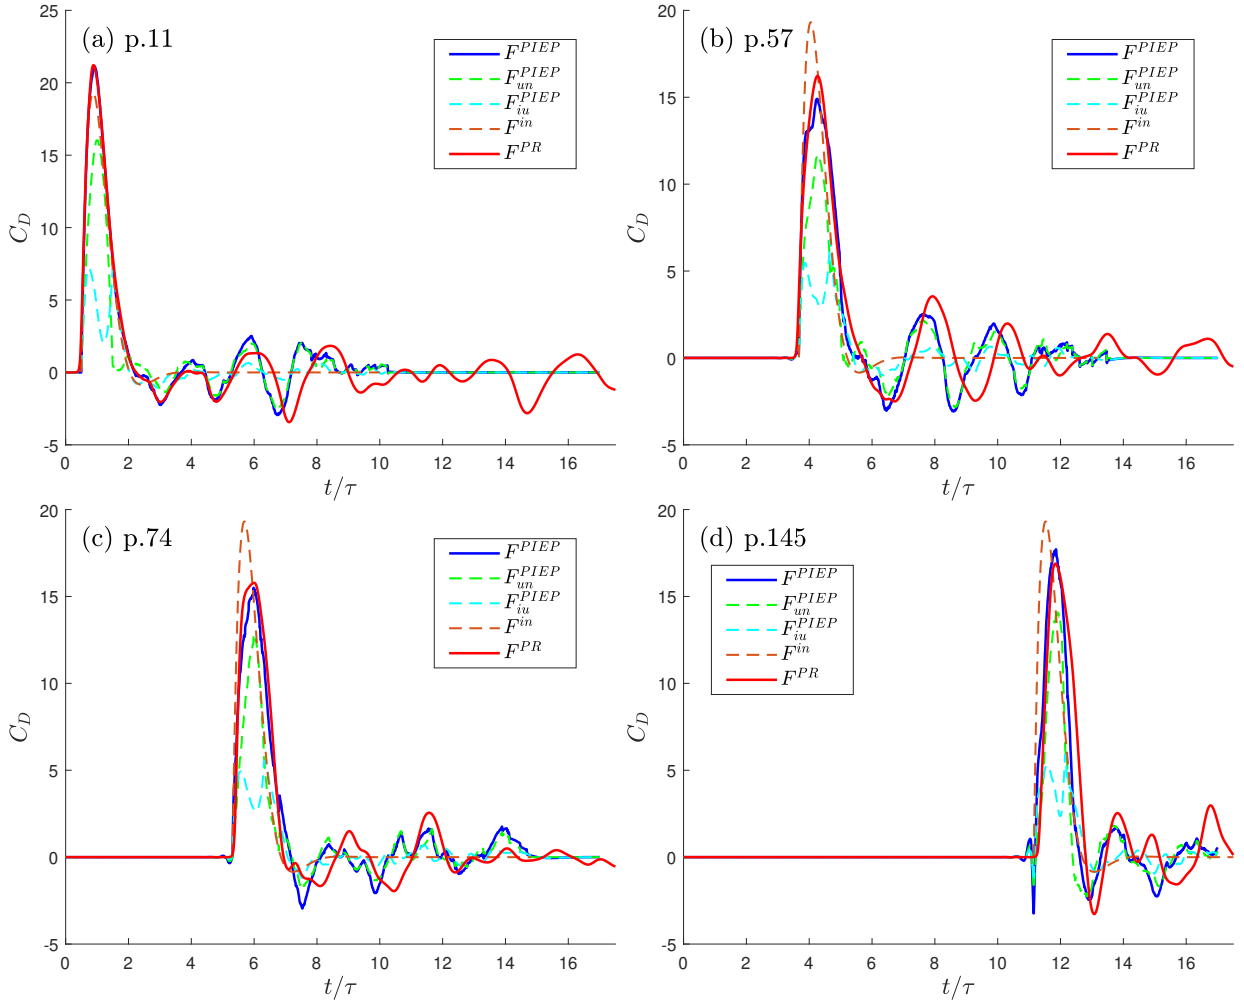 (a) p.11
25
20
15
10
5
0
-5
C_D
0 2 4 6 8 10 12 14 16
t/τ
F^{PIEP}
F_{un}^{PIEP}
F_{iu}^{PIEP}
F^{in}
F^{PR}
(b) p.57
20
15
10
5
0
-5
C_D
0 2 4 6 8 10 12 14 16
t/τ
F^{PIEP}
F_{un}^{PIEP}
F_{iu}^{PIEP}
F^{in}
F^{PR}
(c) p.74
20
15
10
5
0
-5
C_D
0 2 4 6 8 10 12 14 16
t/τ
F^{PIEP}
F_{un}^{PIEP}
F_{iu}^{PIEP}
F^{in}
F^{PR}
(d) p.145
20
15
10
5
0
-5
C_D
0 2 4 6 8 10 12 14 16
t/τ
F^{PIEP}
F_{un}^{PIEP}
F_{iu}^{PIEP}
F^{in}
F^{PR}